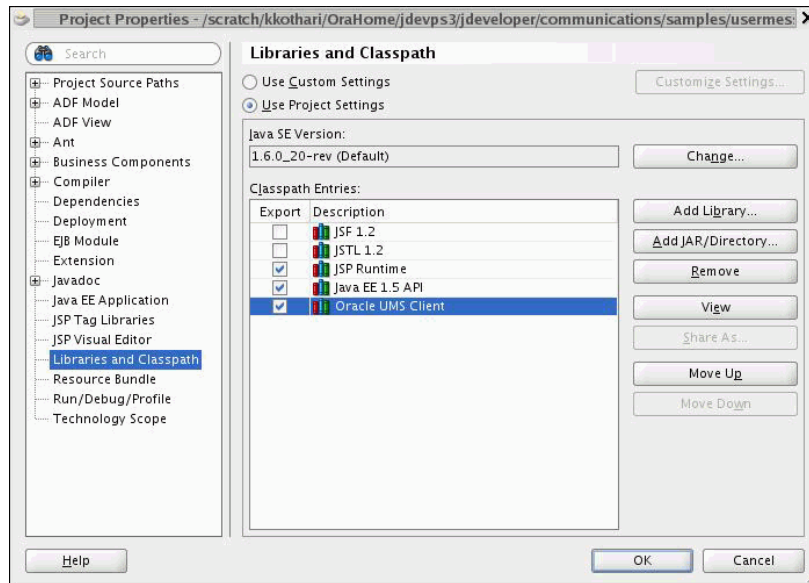 Project Properties - /scratch/kkothari/OraHome/jdevps3/jdeveloper/communications/samples/usermes
Search
Project Source Paths
ADF Model
ADF View
Ant
Business Components
Compiler
Dependencies
Deployment
EJB Module
Extension
Javadoc
Java EE Application
JSP Tag Libraries
JSP Visual Editor
Libraries and Classpath
Resource Bundle
Run/Debug/Profile
Technology Scope
Libraries and Classpath
Use Custom Settings
Customize Settings...
Use Project Settings
Java SE Version:
1.6.0_20-rev (Default)
Change...
Classpath Entries:
Export Description
JSF 1.2
JSTL 1.2
JSP Runtime
Java EE 1.5 API
Oracle UMS Client
Add Library...
Add JAR/Directory...
Remove
View
Share As...
Move Up
Move Down
Help
OK
Cancel